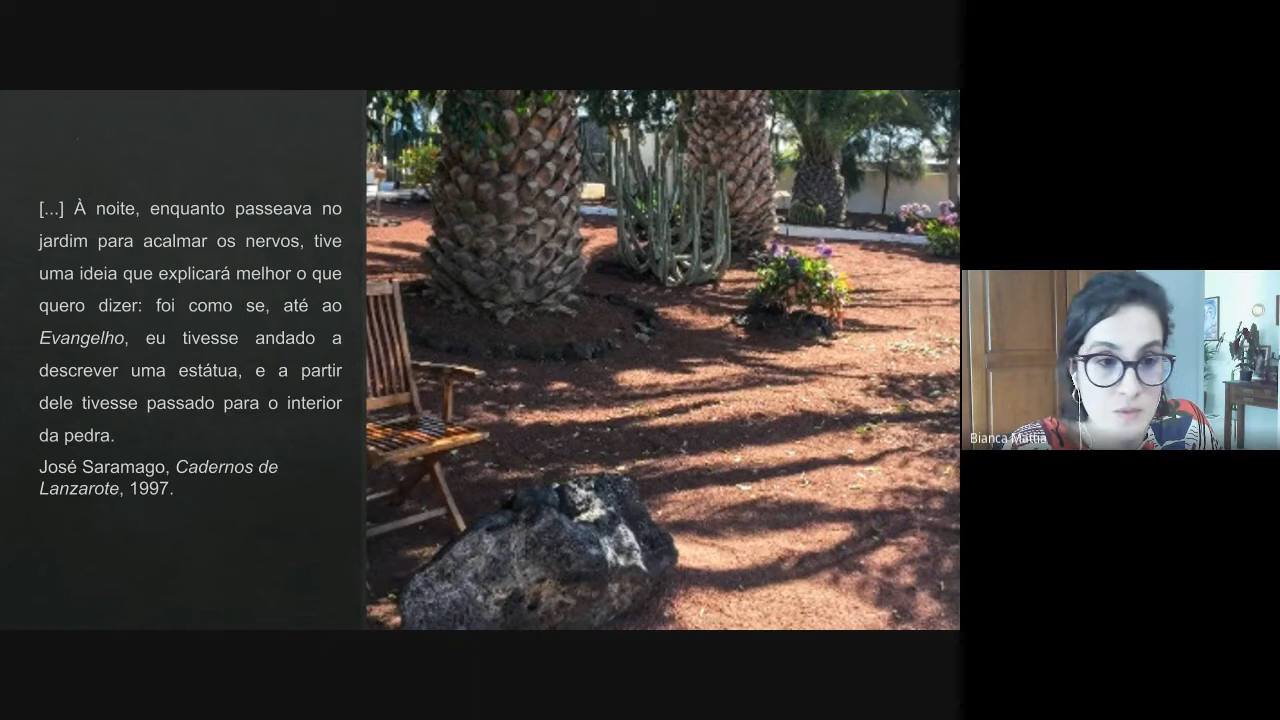 [...] À noite, enquanto passeava no
jardim para acalmar os nervos, tive
uma ideia que explicará melhor o que
quero dizer: foi como se, até ao
Evangelho, eu tivesse andado a
descrever uma estátua, e a partir
dele tivesse passado para o interior
da pedra.
José Saramago, Cadernos de
Lanzarote, 1997.
Bianca Mattia